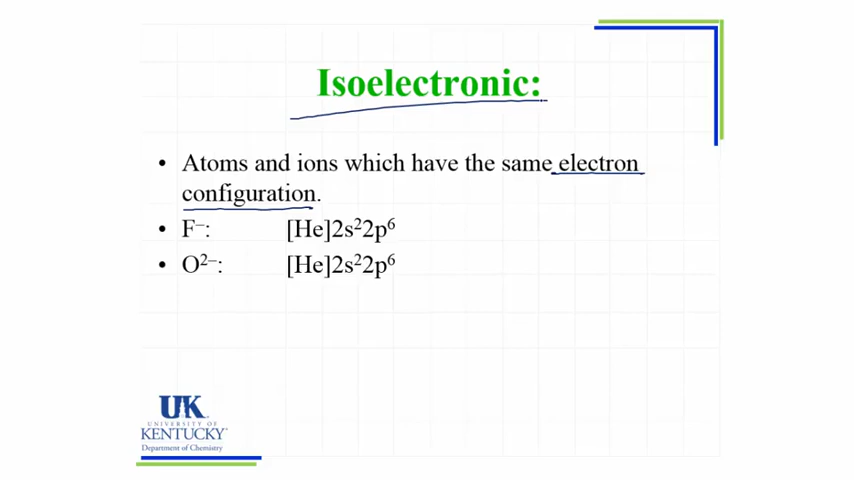 Isoelectronic:
• Atoms and ions which have the same electron
configuration.
• F⁻: [He]2s²2p⁶
• O²⁻: [He]2s²2p⁶
UK
UNIVERSITY OF
KENTUCKY
Department of Chemistry